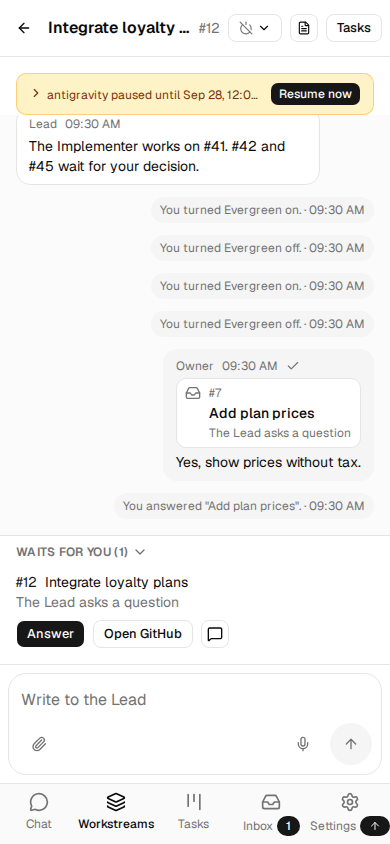 Integrate loyalty ... #12 Tasks
antigravity paused until Sep 28, 12:0... Resume now
Lead 09:30 AM
The Implementer works on #41. #42 and
#45 wait for your decision.
You turned Evergreen on. · 09:30 AM
You turned Evergreen off. · 09:30 AM
You turned Evergreen on. · 09:30 AM
You turned Evergreen off. · 09:30 AM
Owner 09:30 AM
#7
Add plan prices
The Lead asks a question
Yes, show prices without tax.
You answered "Add plan prices". · 09:30 AM
WAITS FOR YOU (1)
#12 Integrate loyalty plans
The Lead asks a question
Answer Open GitHub
Write to the Lead
Chat Workstreams Tasks Inbox 1 Settings